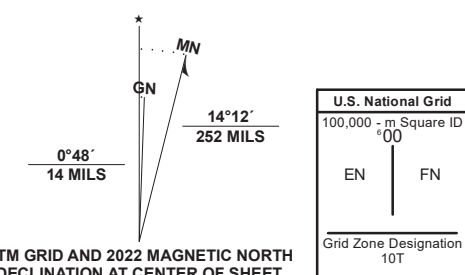 ★
MN
GN
14°12´
252 MILS
0°48´
14 MILS
TM GRID AND 2022 MAGNETIC NORTH
DECLINATION AT CENTER OF SHEET
U.S. National Grid
100,000 - m Square ID
⁶00
EN FN
Grid Zone Designation
10T